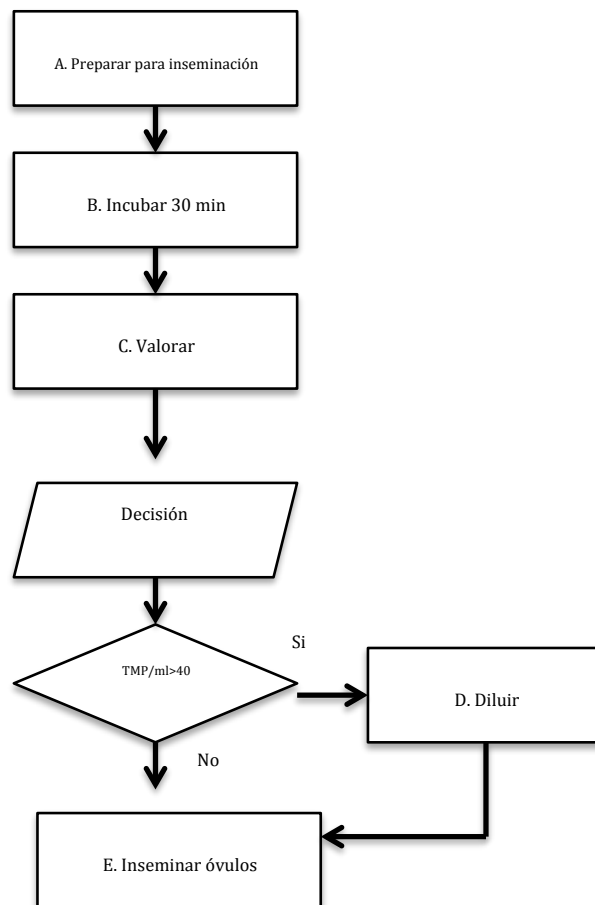 A. Preparar para inseminación
B. Incubar 30 min
C. Valorar
Decisión
TMP/ml>40
Si
D. Diluir
No
E. Inseminar óvulos